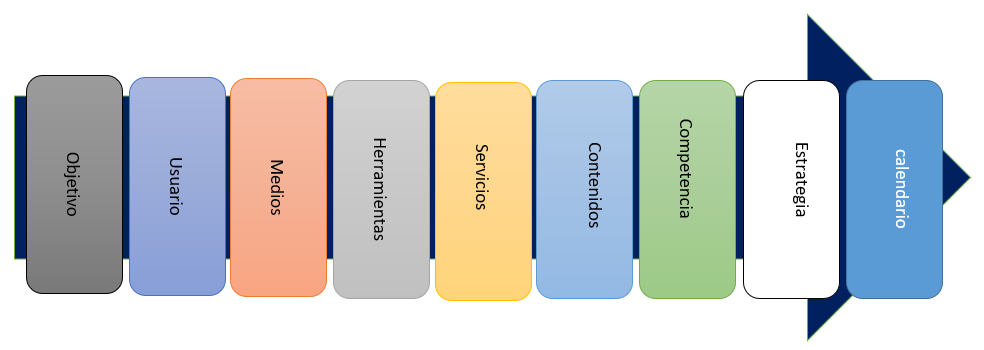 Objetivo
Usuario
Medios
Herramientas
Servicios
Contenidos
Competencia
Estrategia
calendario